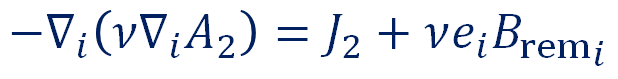 −∇ᵢ(ν∇ᵢA₂) = J₂ + νeᵢB_remᵢ